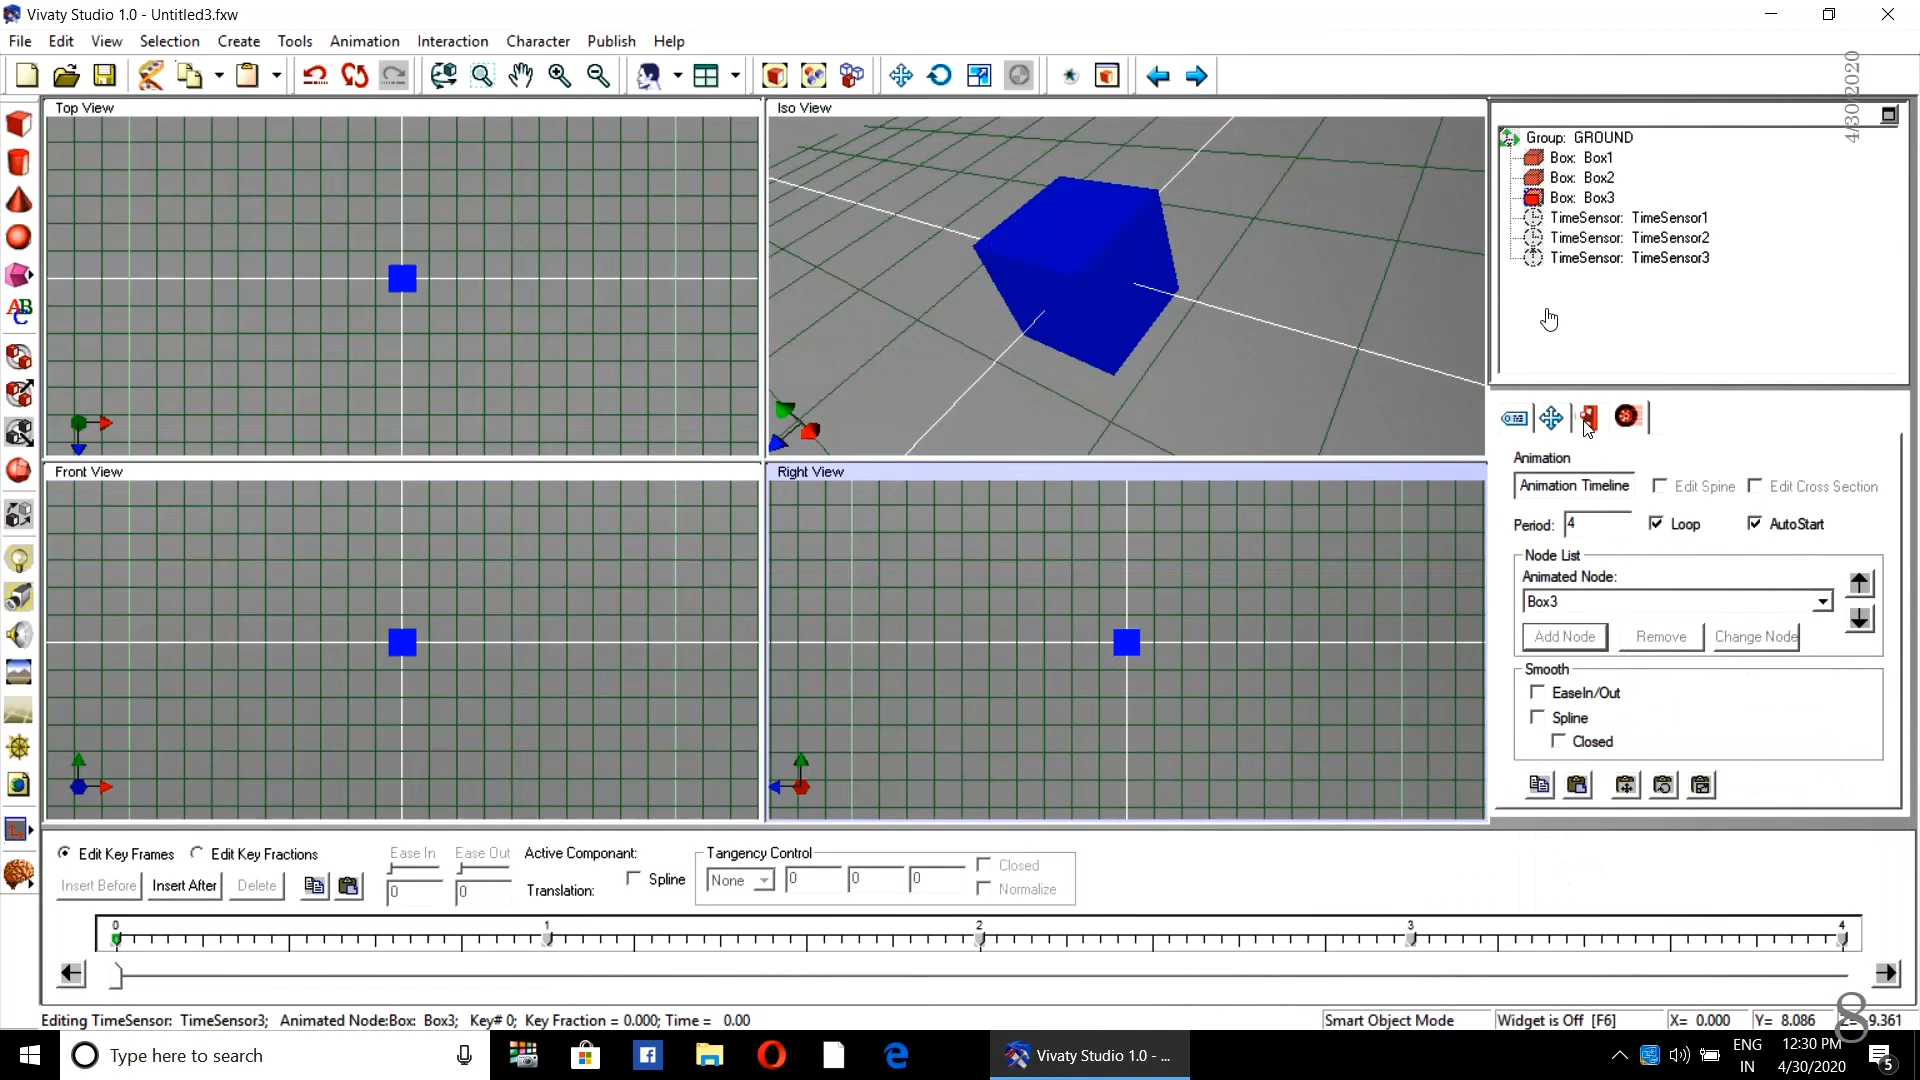 Vivaty Studio 1.0 - Untitled3.fxw
File Edit View Selection Create Tools Animation Interaction Character Publish Help
Top View
Iso View
4/30/2020
Group: GROUND
Box: Box1
Box: Box2
Box: Box3
TimeSensor: TimeSensor1
TimeSensor: TimeSensor2
TimeSensor: TimeSensor3
A B C
Front View
Right View
Animation
Animation Timeline Edit Spine Edit Cross Section
Period: 4 Loop AutoStart
Node List
Animated Node:
Box3
Add Node Remove Change Node
Smooth
EaseIn/Out
Spline
Closed
Edit Key Frames Edit Key Fractions Ease In Ease Out Active Component: Tangency Control
Insert Before Insert After Delete 0 0 Translation: Spline None 0 0 0 Closed
Normalize
0 1 2 3 4
Editing TimeSensor: TimeSensor3; Animated Node:Box: Box3; Key# 0; Key Fraction = 0.000; Time = 0.00
Smart Object Mode Widget is Off [F6] X= 0.000 Y= 8.086 9.361
8
Type here to search
Vivaty Studio 1.0 - ...
ENG
IN
12:30 PM
4/30/2020
5